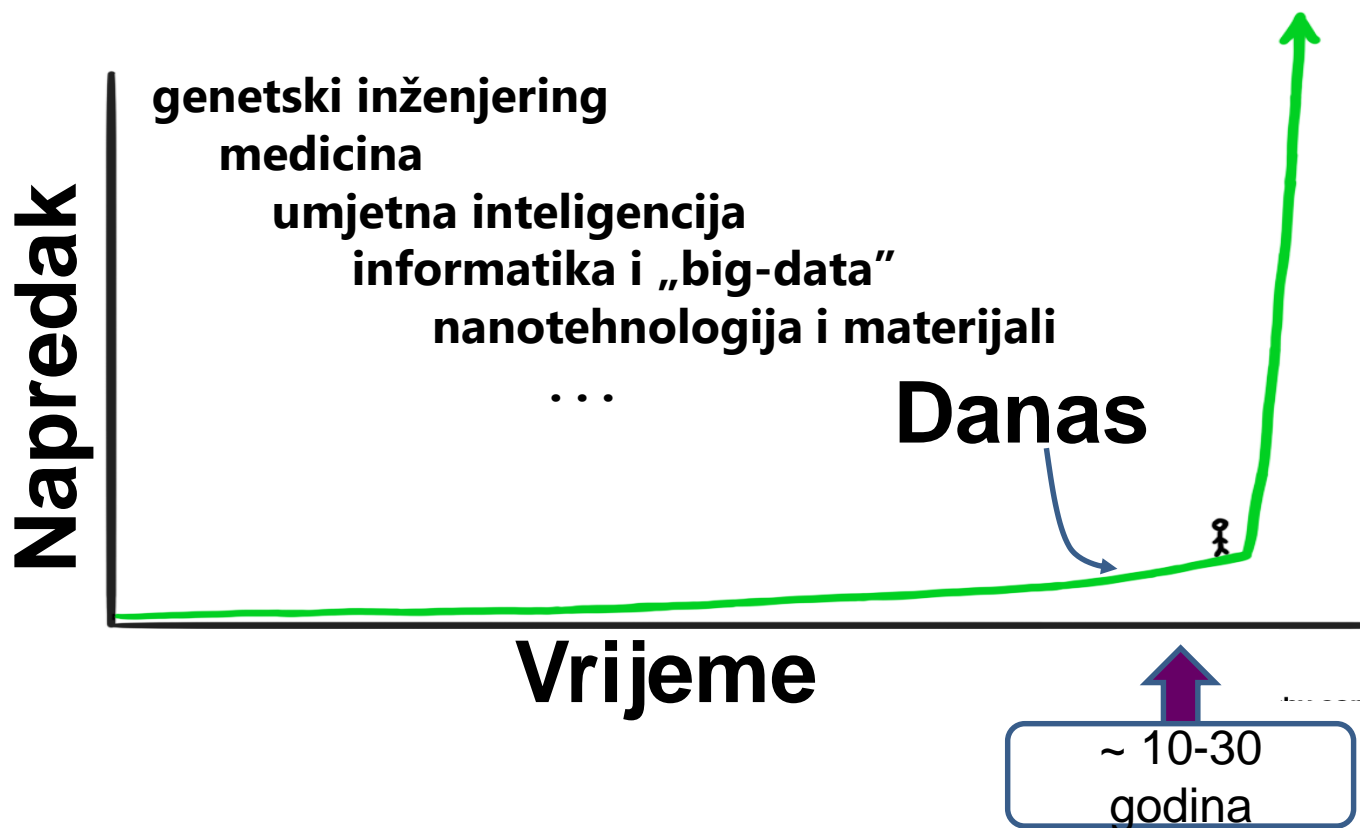 genetski inženjering
medicina
umjetna inteligencija
informatika i „big-data”
nanotehnologija i materijali
. . .
Danas
Napredak
Vrijeme
~ 10-30
godina